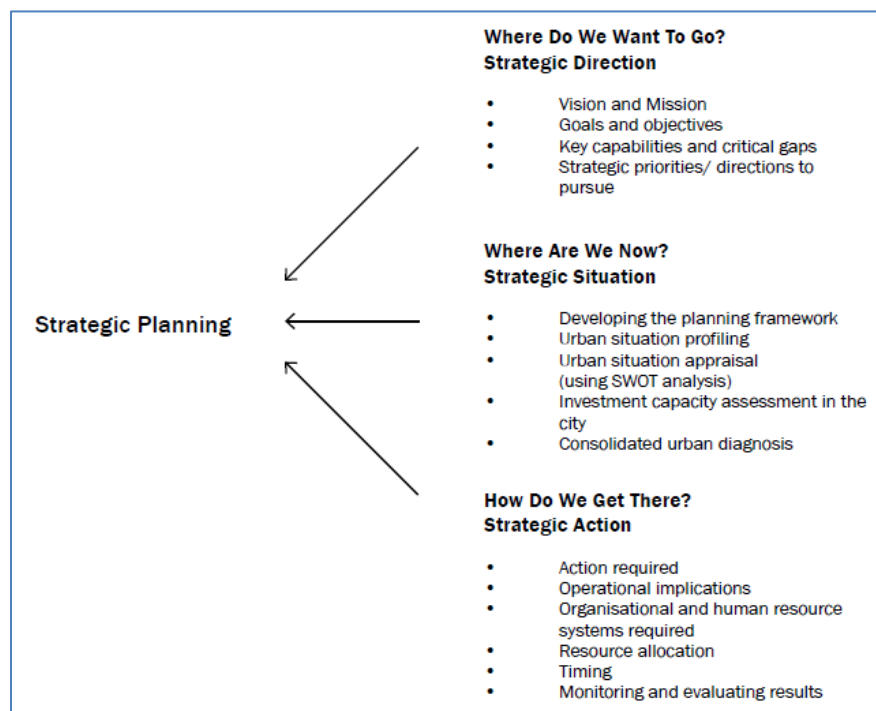 Where Do We Want To Go?
Strategic Direction
• Vision and Mission
• Goals and objectives
• Key capabilities and critical gaps
• Strategic priorities/ directions to
pursue
Where Are We Now?
Strategic Situation
Strategic Planning
• Developing the planning framework
• Urban situation profiling
• Urban situation appraisal
(using SWOT analysis)
• Investment capacity assessment in the
city
• Consolidated urban diagnosis
How Do We Get There?
Strategic Action
• Action required
• Operational implications
• Organisational and human resource
systems required
• Resource allocation
• Timing
• Monitoring and evaluating results